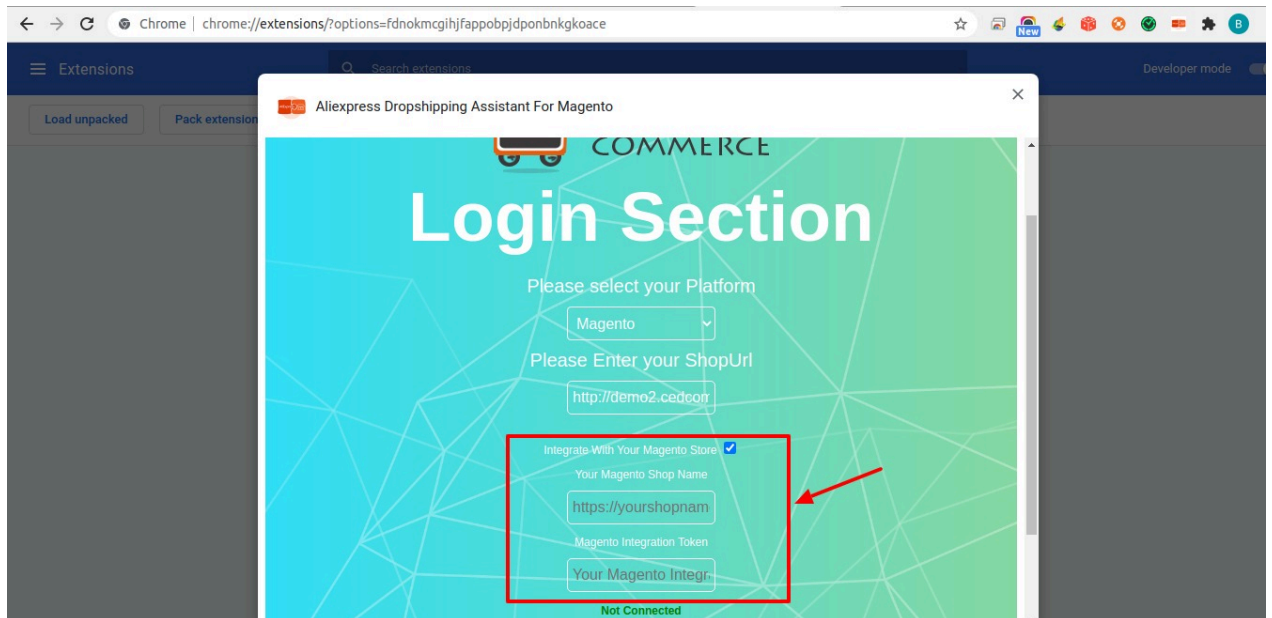 Chrome | chrome://extensions/?options=fdnokmcgihjfappobpjdponbnkgkoace
New
B
Extensions
Search extensions
Developer mode
Load unpacked
Pack extension
Aliexpress Dropshipping Assistant For Magento
COMMERCE
Login Section
Please select your Platform
Magento
Please Enter your ShopUrl
http://demo2.cedcom
Integrate With Your Magento Store
Your Magento Shop Name
https://yourshopnam
Magento Integration Token
Your Magento Integr
Not Connected